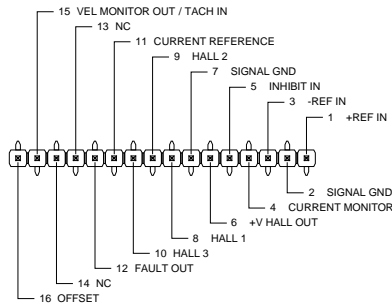 15 VEL MONITOR OUT / TACH IN
13 NC
11 CURRENT REFERENCE
9 HALL 2
7 SIGNAL GND
5 INHIBIT IN
3 -REF IN
1 +REF IN
2 SIGNAL GND
4 CURRENT MONITOR
6 +V HALL OUT
8 HALL 1
10 HALL 3
12 FAULT OUT
14 NC
16 OFFSET